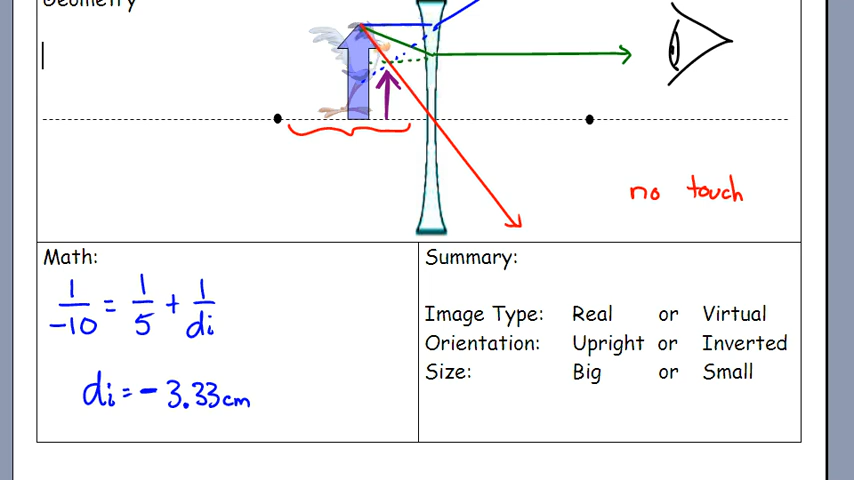 Geometry
no touch
Math:
1/-10 = 1/5 + 1/di
di = - 3.33cm
Summary:
Image Type: Real or Virtual
Orientation: Upright or Inverted
Size: Big or Small